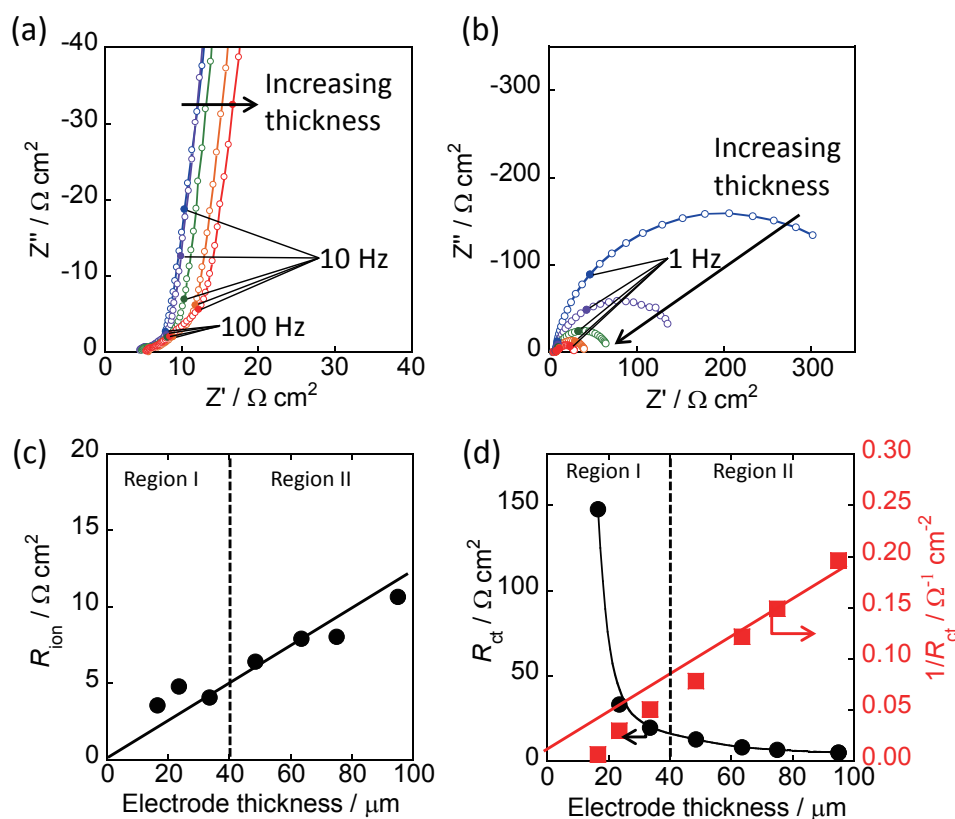 (a)
-40
-30
-20
-10
0
Z'' / Ω cm²
Increasing
thickness
10 Hz
100 Hz
0 10 20 30 40
Z' / Ω cm²
(b)
-300
-200
-100
0
Z'' / Ω cm²
Increasing
thickness
1 Hz
0 100 200 300
Z' / Ω cm²
(c)
20
15
10
5
0
R_ion / Ω cm²
Region I
Region II
0 20 40 60 80 100
Electrode thickness / μm
(d)
150
100
50
0
R_ct / Ω cm²
Region I
Region II
0.30
0.25
0.20
0.15
0.10
0.05
0.00
1/R_ct / Ω⁻¹ cm⁻²
0 20 40 60 80 100
Electrode thickness / μm